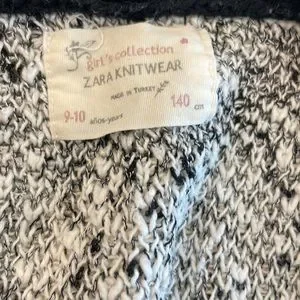 girl's collection
ZARA KNITWEAR
MADE IN TURKEY
140 cm
9-10 años-years